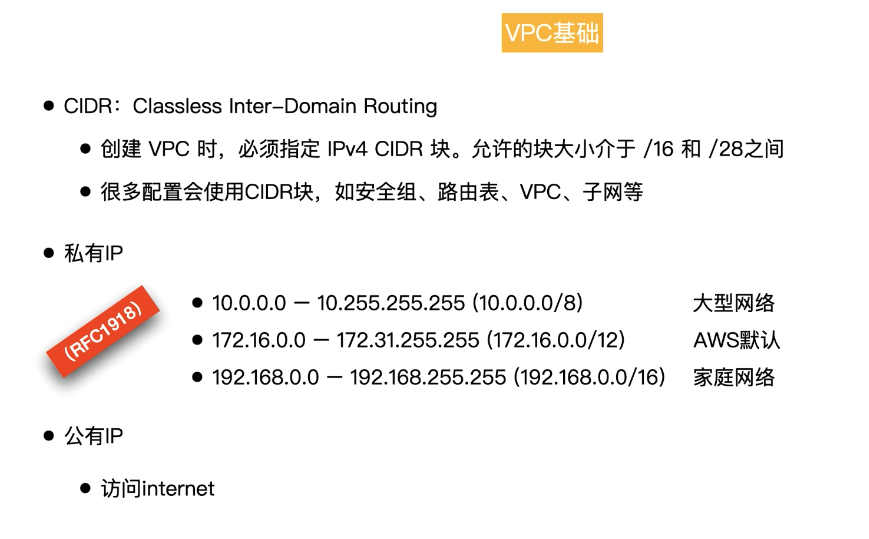 VPC基础
● CIDR：Classless Inter-Domain Routing
● 创建 VPC 时，必须指定 IPv4 CIDR 块。允许的块大小介于 /16 和 /28之间
● 很多配置会使用CIDR块，如安全组、路由表、VPC、子网等
● 私有IP
(RFC1918)
● 10.0.0.0 – 10.255.255.255 (10.0.0.0/8) 大型网络
● 172.16.0.0 – 172.31.255.255 (172.16.0.0/12) AWS默认
● 192.168.0.0 – 192.168.255.255 (192.168.0.0/16) 家庭网络
● 公有IP
● 访问internet